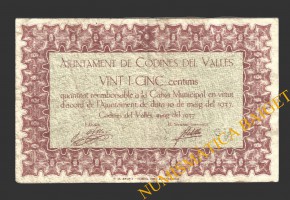 AJUNTAMENT DE CODINES DEL VALLÈS
VINT I CINC cèntims
quantitat reemborsable a la Caixa Municipal en virtut
d'acord de l'Ajuntament de data 10 de maig del 1937.
Codines del Vallès, maig del 1937
NUMISMATICA BARGET